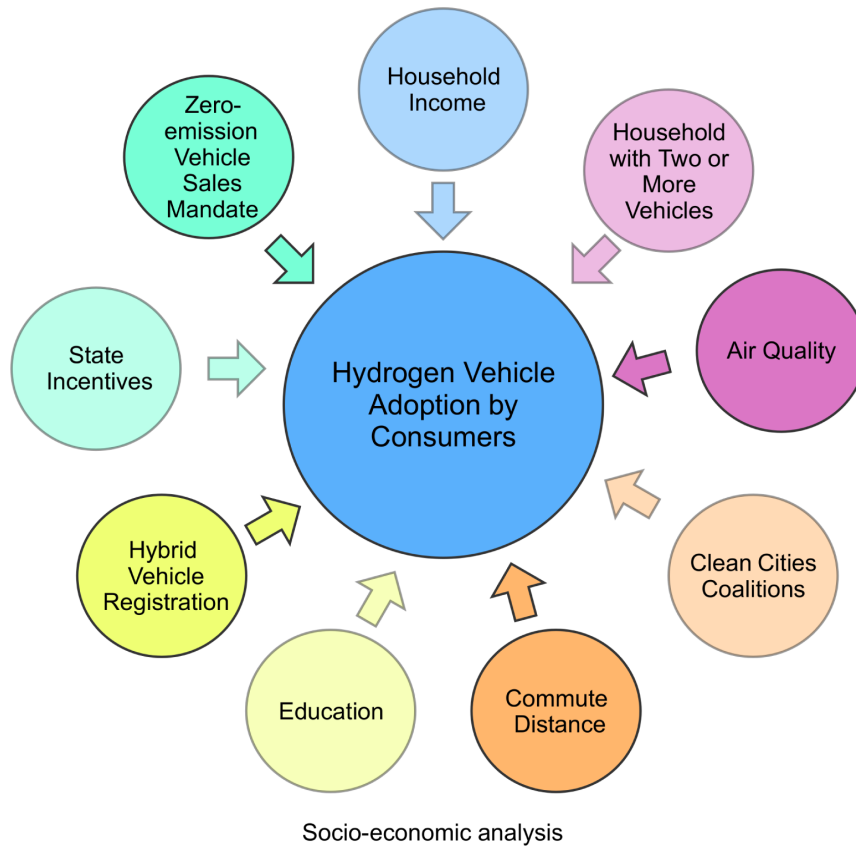 Household
Income
Zero-
emission
Vehicle
Sales
Mandate
Household
with Two or
More
Vehicles
State
Incentives
Hydrogen Vehicle
Adoption by
Consumers
Air Quality
Hybrid
Vehicle
Registration
Clean Cities
Coalitions
Education
Commute
Distance
Socio-economic analysis